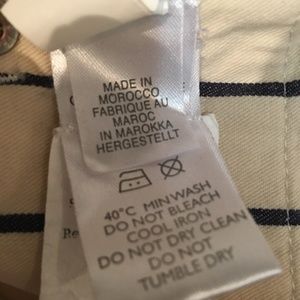 MADE IN
MOROCCO
FABRIQUE AU
MAROC
IN MAROKKA
HERGESTELLT
40°C MIN WASH
DO NOT BLEACH
COOL IRON
DO NOT DRY CLEAN
DO NOT
TUMBLE DRY